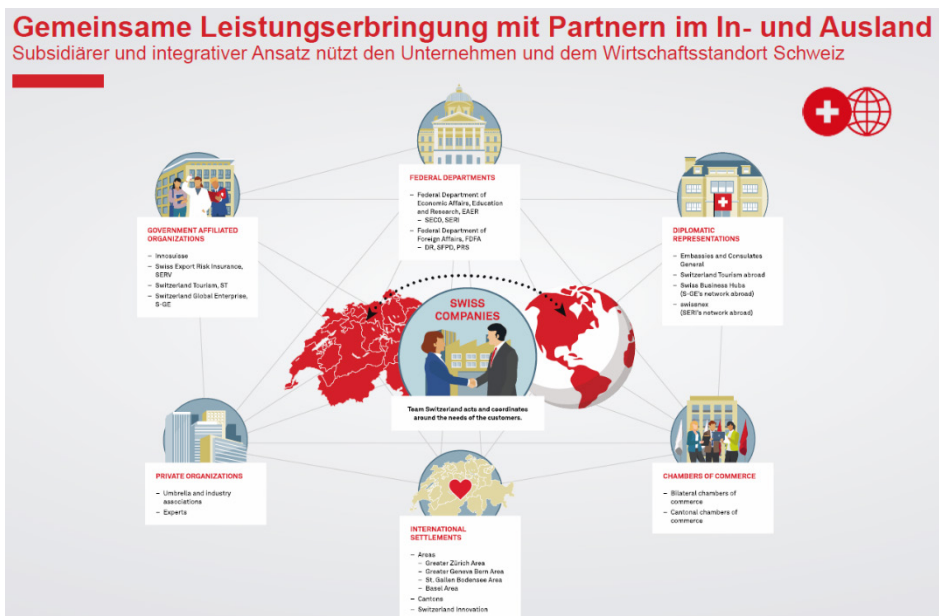 Gemeinsame Leistungserbringung mit Partnern im In- und Ausland
Subsidiärer und integrativer Ansatz nützt den Unternehmen und dem Wirtschaftsstandort Schweiz
FEDERAL DEPARTMENTS
– Federal Department of
Economic Affairs, Education
and Research, EAER
– SECO, SERI
– Federal Department of
Foreign Affairs, FDFA
– DR, SFPD, PRS
GOVERNMENT AFFILIATED
ORGANIZATIONS
– Innosuisse
– Swiss Export Risk Insurance,
SERV
– Switzerland Tourism, ST
– Switzerland Global Enterprise,
S-GE
DIPLOMATIC
REPRESENTATIONS
– Embassies and Consulates
General
– Switzerland Tourism abroad
– Swiss Business Hubs
(S-GE's network abroad)
– swissnex
(SERI's network abroad)
SWISS
COMPANIES
Team Switzerland acts and coordinates
around the needs of the customers.
PRIVATE ORGANIZATIONS
– Umbrella and industry
associations
– Experts
CHAMBERS OF COMMERCE
– Bilateral chambers of
commerce
– Cantonal chambers of
commerce
INTERNATIONAL
SETTLEMENTS
– Areas
– Greater Zürich Area
– Greater Geneva Bern Area
– St. Gallen Bodensee Area
– Basel Area
– Cantons
– Switzerland Innovation